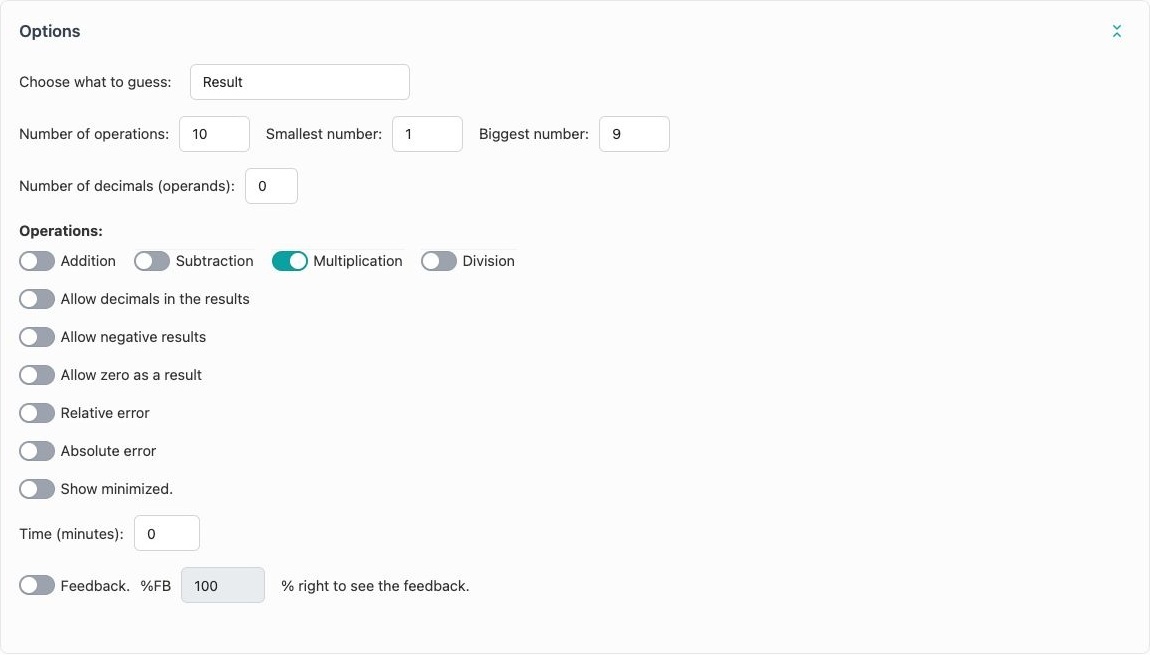 Options
Choose what to guess: Result
Number of operations: 10 Smallest number: 1 Biggest number: 9
Number of decimals (operands): 0
Operations:
Addition Subtraction Multiplication Division
Allow decimals in the results
Allow negative results
Allow zero as a result
Relative error
Absolute error
Show minimized.
Time (minutes): 0
Feedback. %FB 100 % right to see the feedback.